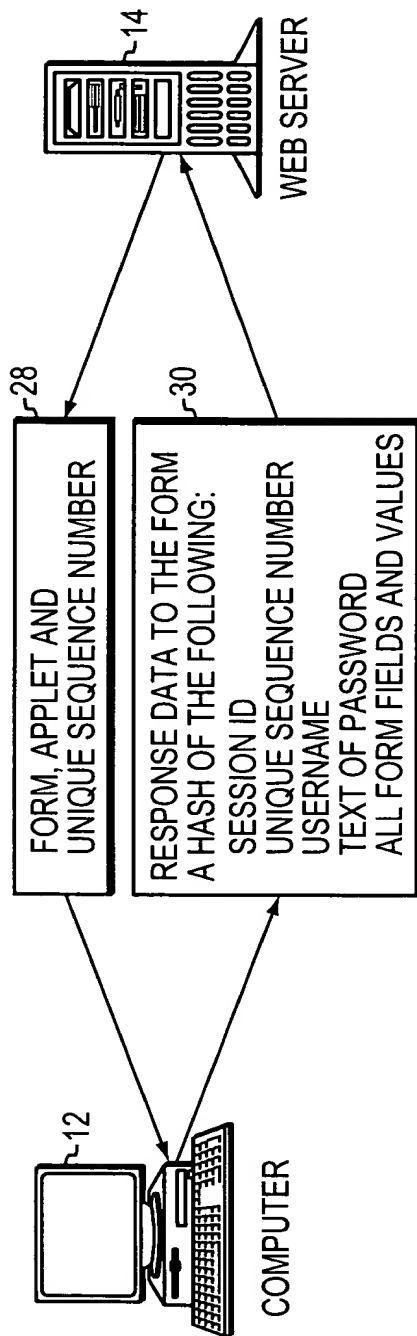 12
COMPUTER
28
FORM, APPLET AND
UNIQUE SEQUENCE NUMBER
30
RESPONSE DATA TO THE FORM
A HASH OF THE FOLLOWING:
SESSION ID
UNIQUE SEQUENCE NUMBER
USERNAME
TEXT OF PASSWORD
ALL FORM FIELDS AND VALUES
14
WEB SERVER